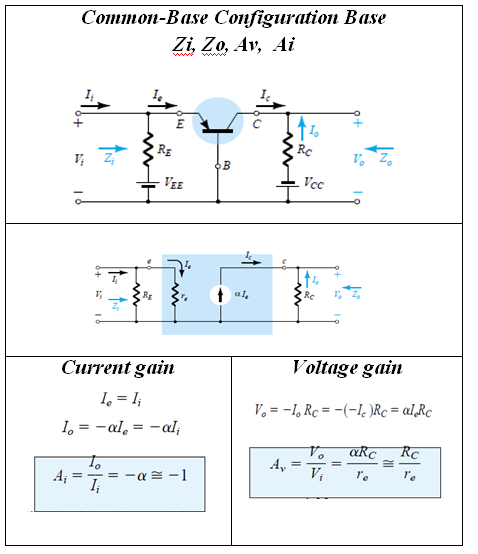 Common-Base Configuration Base
Zi, Zo, Av, Ai
Ii Ie Ic
+ E C Io +
Vi Zi RE B RC Vo Zo
VEE VCC
− −
e Ie Ic c
+ Ii Io +
Vi Zi RE re αIe RC Vo Zo
− −
Current gain
Ie = Ii
Io = −αIe = −αIi
Ai = Io/Ii = −α ≅ −1
Voltage gain
Vo = −Io RC = −(−Ic)RC = αIeRC
Av = Vo/Vi = αRC/re ≅ RC/re